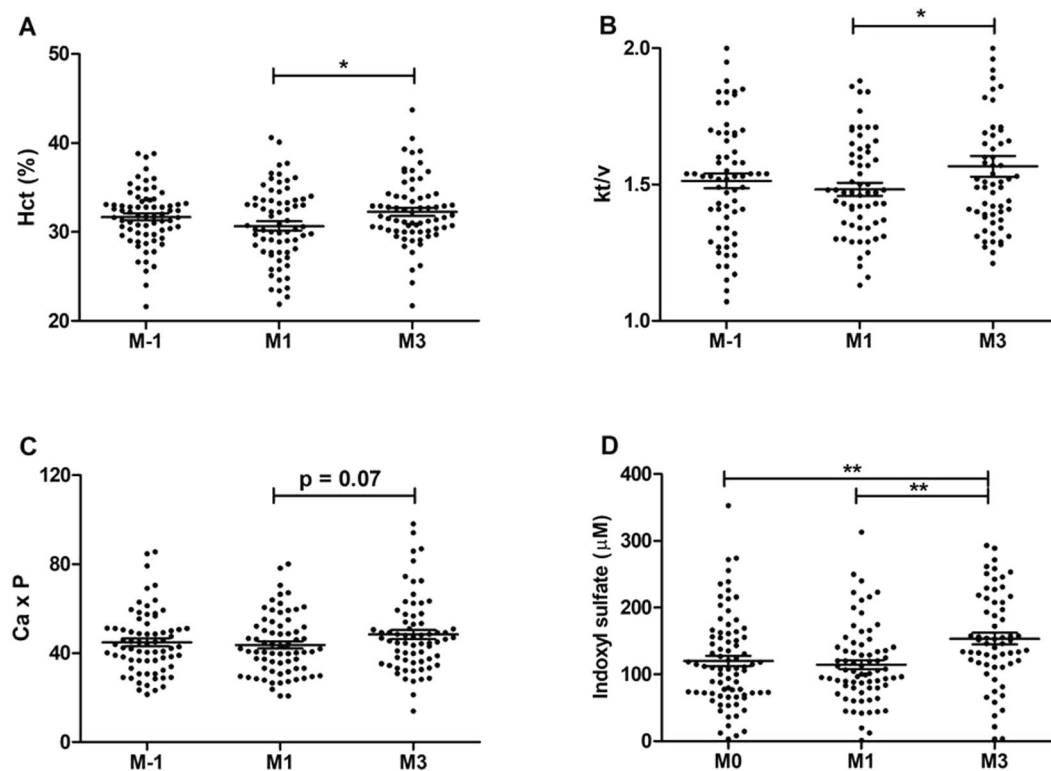 A
*
Hct (%)
50
40
30
20
M-1 M1 M3
B
*
kt/v
2.0
1.5
1.0
M-1 M1 M3
C
p = 0.07
Ca x P
120
80
40
0
M-1 M1 M3
D
**
**
Indoxyl sulfate (μM)
400
300
200
100
0
M0 M1 M3